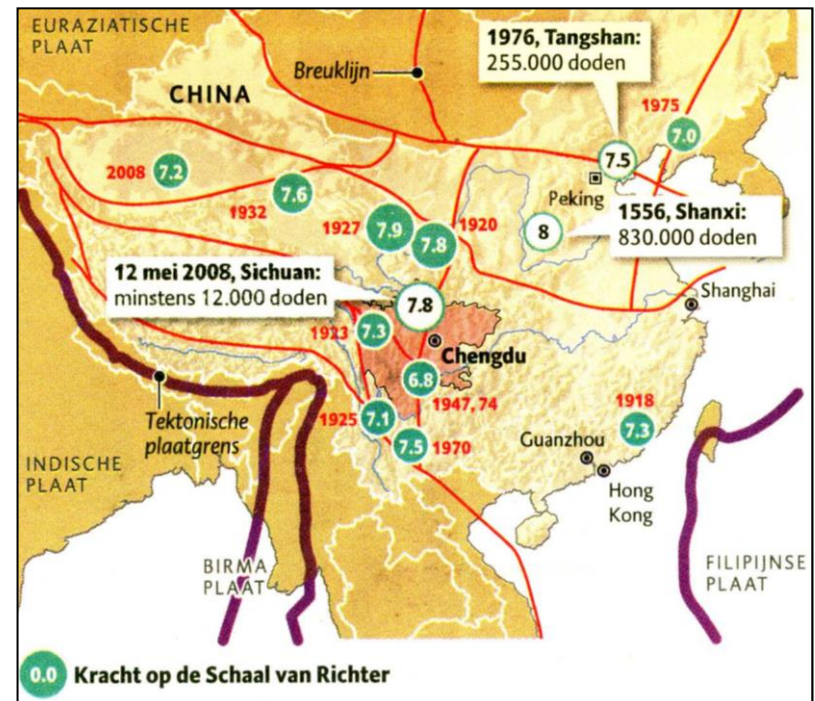 EURAZIATISCHE
PLAAT
CHINA
Breuklijn
1976, Tangshan:
255.000 doden
1975
7.0
7.5
Peking
2008
7.2
7.6
1932
1927
7.9
7.8
1920
8
1556, Shanxi:
830.000 doden
12 mei 2008, Sichuan:
minstens 12.000 doden
7.8
Shanghai
1923
7.3
Chengdu
6.8
1947, 74
1925
7.1
7.5
1970
1918
7.3
Tektonische
plaatgrens
Guanzhou
Hong
Kong
INDISCHE
PLAAT
BIRMA
PLAAT
FILIPIJNSE
PLAAT
0.0 Kracht op de Schaal van Richter